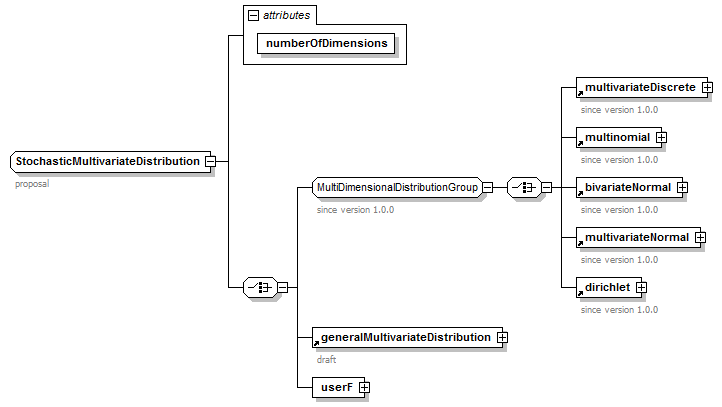 attributes
numberOfDimensions
StochasticMultivariateDistribution
proposal
MultiDimensionalDistributionGroup
since version 1.0.0
multivariateDiscrete
since version 1.0.0
multinomial
since version 1.0.0
bivariateNormal
since version 1.0.0
multivariateNormal
since version 1.0.0
dirichlet
since version 1.0.0
generalMultivariateDistribution
draft
userF